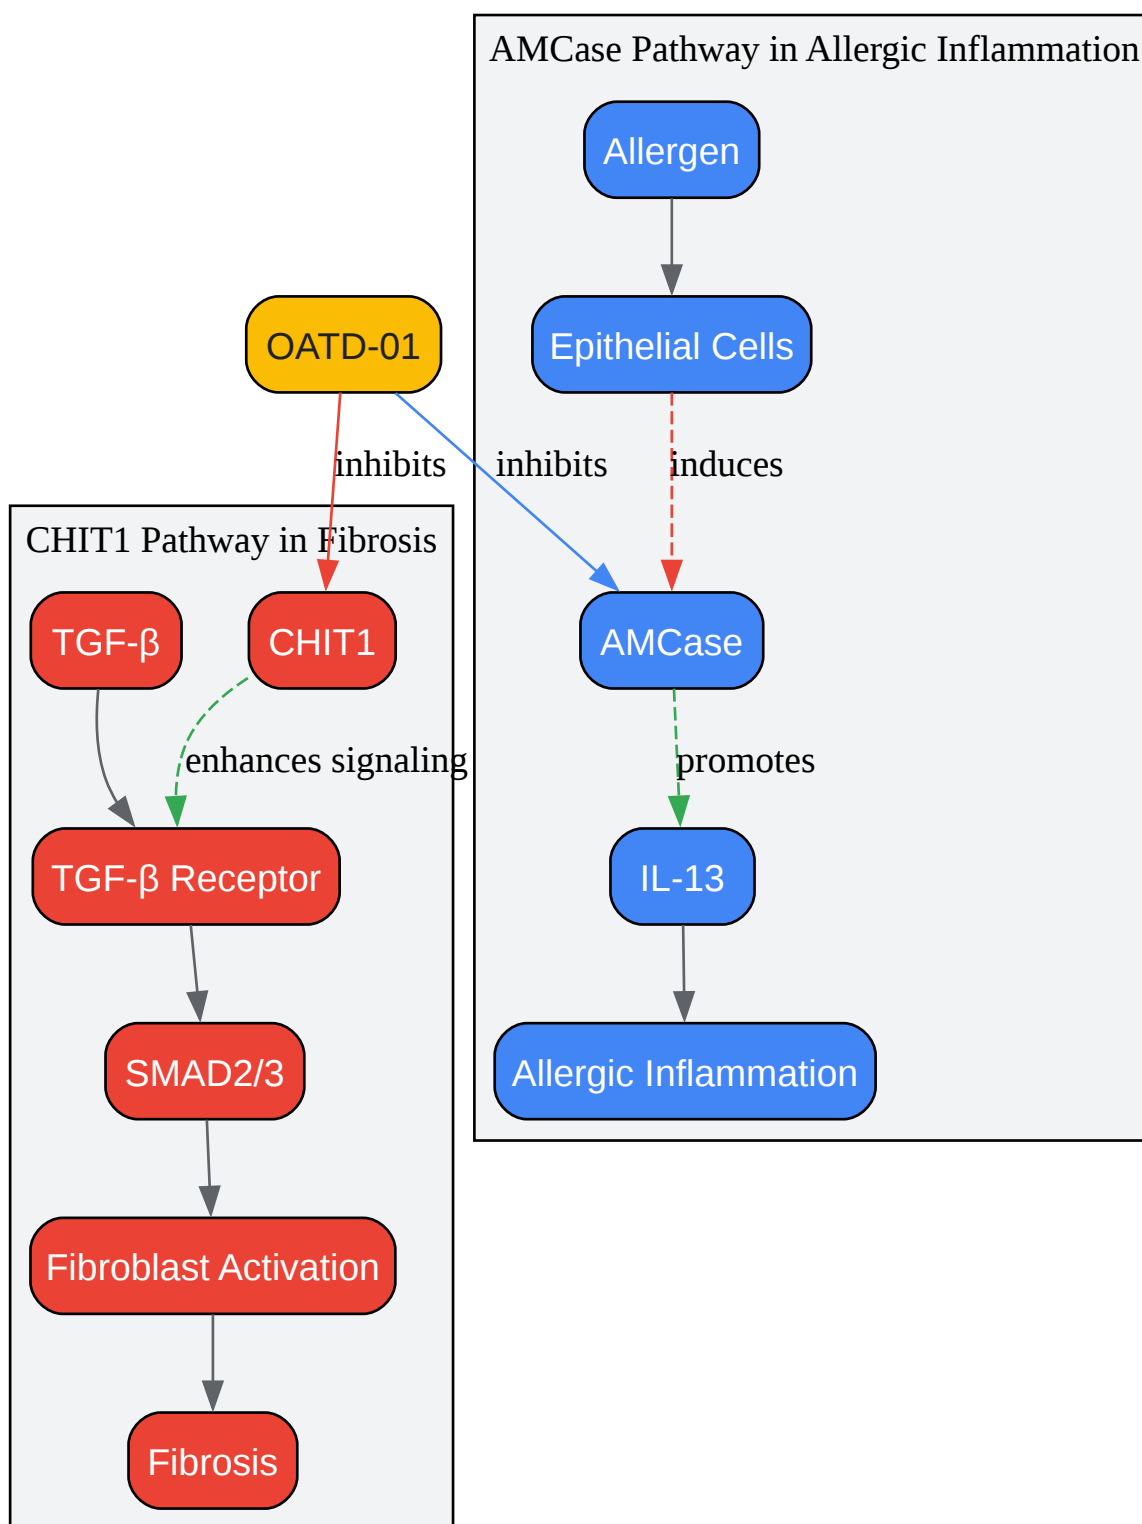 AMCase Pathway in Allergic Inflammation
Allergen
OATD-01
Epithelial Cells
inhibits
inhibits
induces
CHIT1 Pathway in Fibrosis
TGF-β
CHIT1
AMCase
enhances signaling
promotes
TGF-β Receptor
IL-13
SMAD2/3
Allergic Inflammation
Fibroblast Activation
Fibrosis